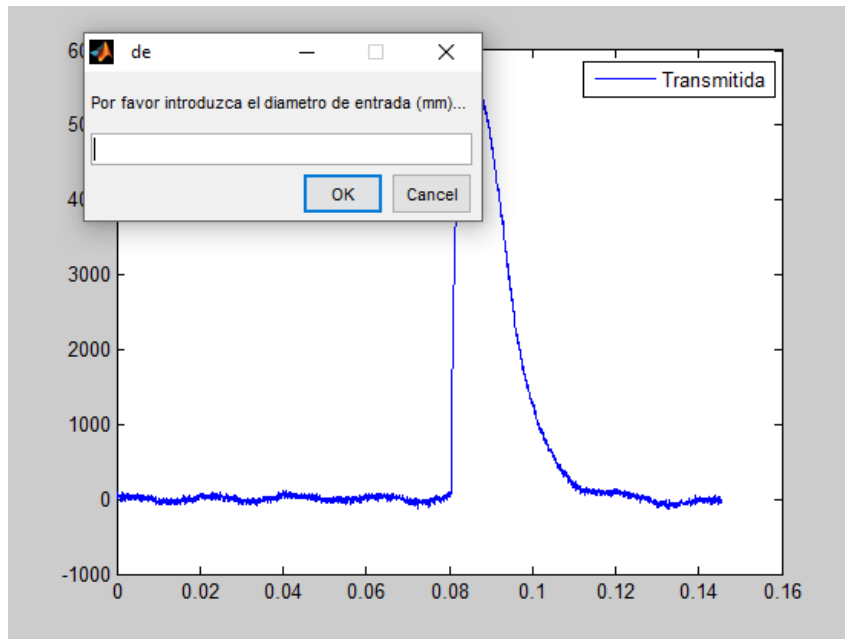 de
Por favor introduzca el diametro de entrada (mm)...
OK Cancel
Transmitida
3000
2000
1000
0
-1000
0 0.02 0.04 0.06 0.08 0.1 0.12 0.14 0.16